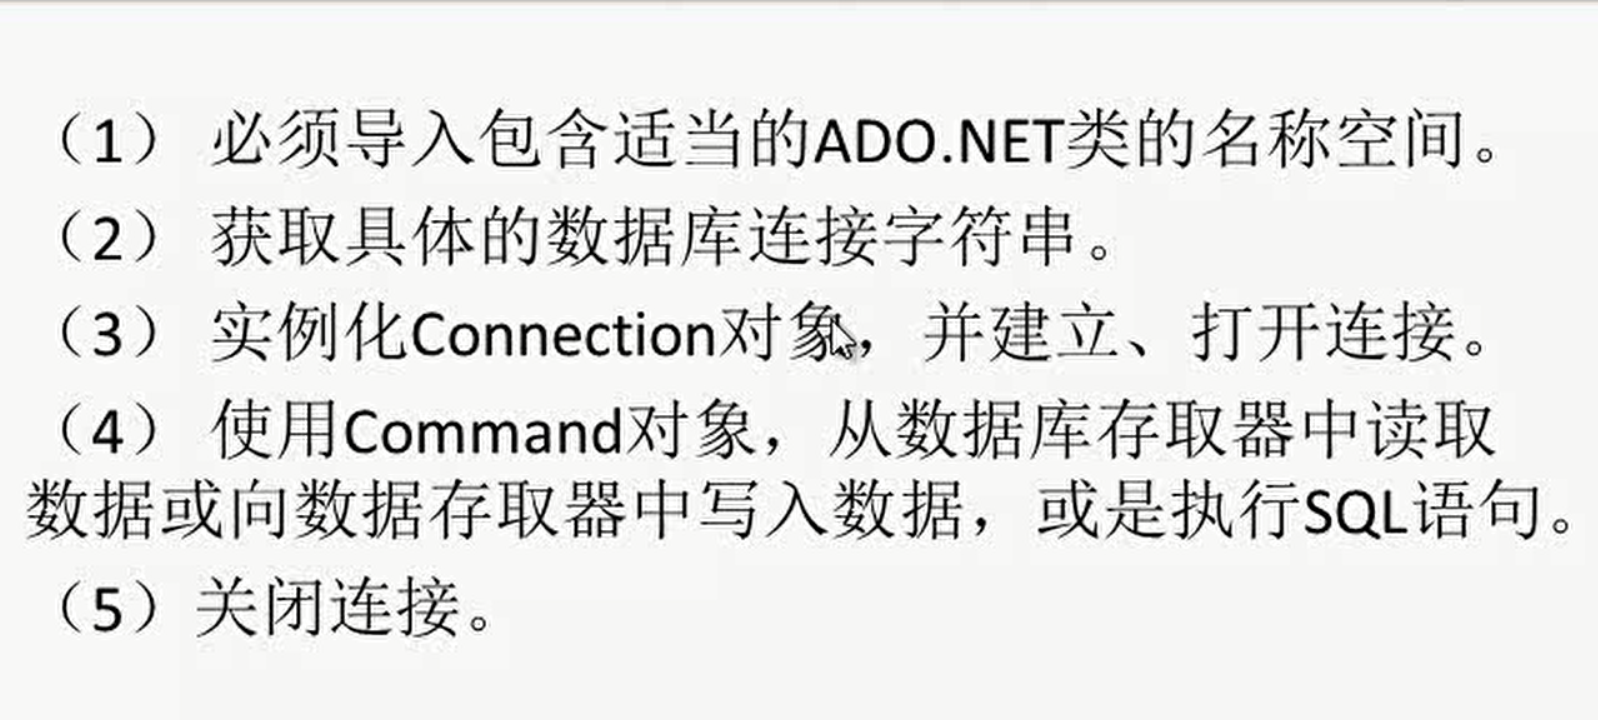 （1） 必须导入包含适当的ADO.NET类的名称空间。
（2） 获取具体的数据库连接字符串。
（3） 实例化Connection对象，并建立、打开连接。
（4） 使用Command对象，从数据库存取器中读取
数据或向数据存取器中写入数据，或是执行SQL语句。
（5）关闭连接。